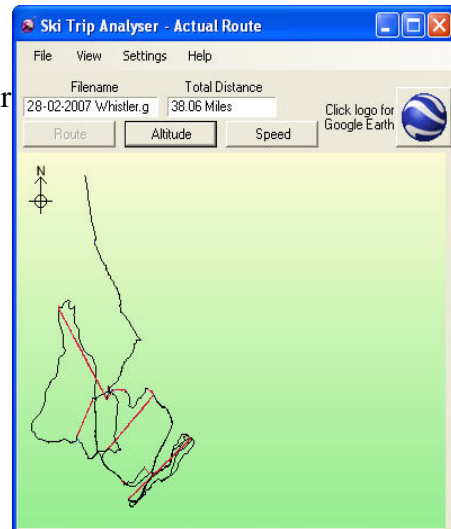 Ski Trip Analyser - Actual Route
File View Settings Help
Filename Total Distance
r
28-02-2007 Whistler.g 38.06 Miles
Click logo for
Google Earth
Route Altitude Speed
N